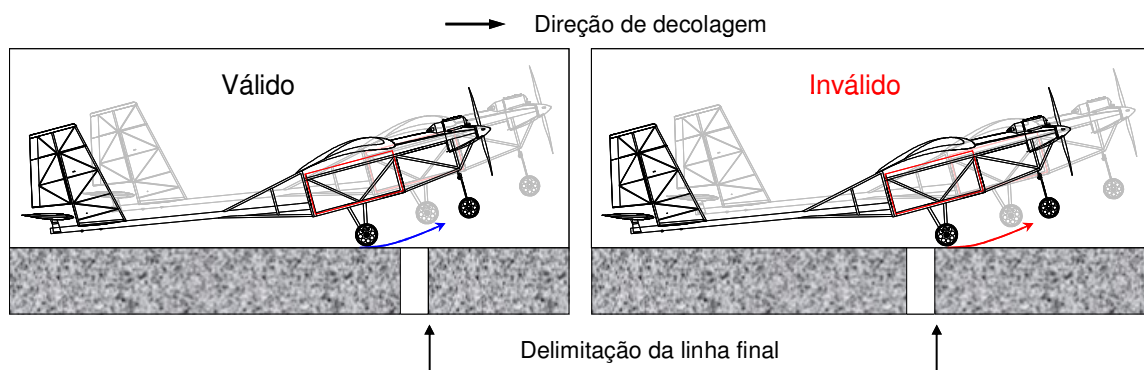 Direção de decolagem
Válido
Inválido
Delimitação da linha final